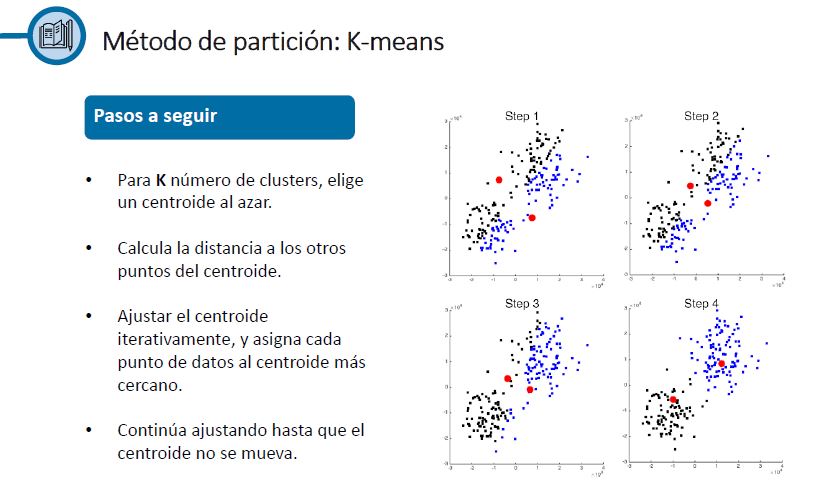 Método de partición: K-means
Pasos a seguir
• Para K número de clusters, elige
un centroide al azar.
• Calcula la distancia a los otros
puntos del centroide.
• Ajustar el centroide
iterativamente, y asigna cada
punto de datos al centroide más
cercano.
• Continúa ajustando hasta que el
centroide no se mueva.
Step 1
Step 2
Step 3
Step 4